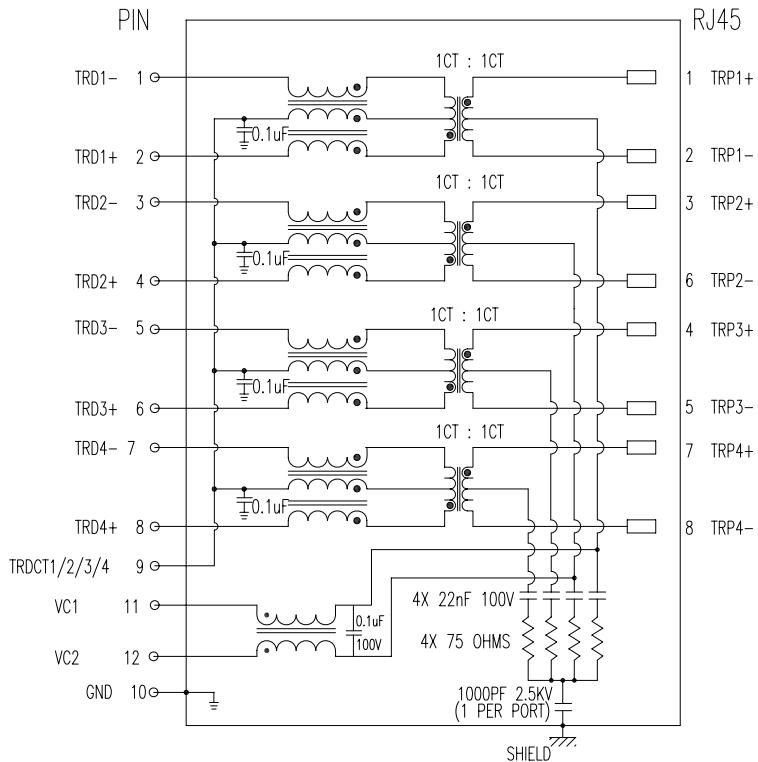 PIN RJ45
1CT : 1CT
TRD1- 1 1 TRP1+
0.1uF
TRD1+ 2 2 TRP1-
1CT : 1CT
TRD2- 3 3 TRP2+
0.1uF
TRD2+ 4 6 TRP2-
1CT : 1CT
TRD3- 5 4 TRP3+
0.1uF
TRD3+ 6 5 TRP3-
1CT : 1CT
TRD4- 7 7 TRP4+
0.1uF
TRD4+ 8 8 TRP4-
TRDCT1/2/3/4 9
VC1 11
4X 22nF 100V
0.1uF
100V
4X 75 OHMS
VC2 12
GND 10
1000PF 2.5KV
(1 PER PORT)
SHIELD